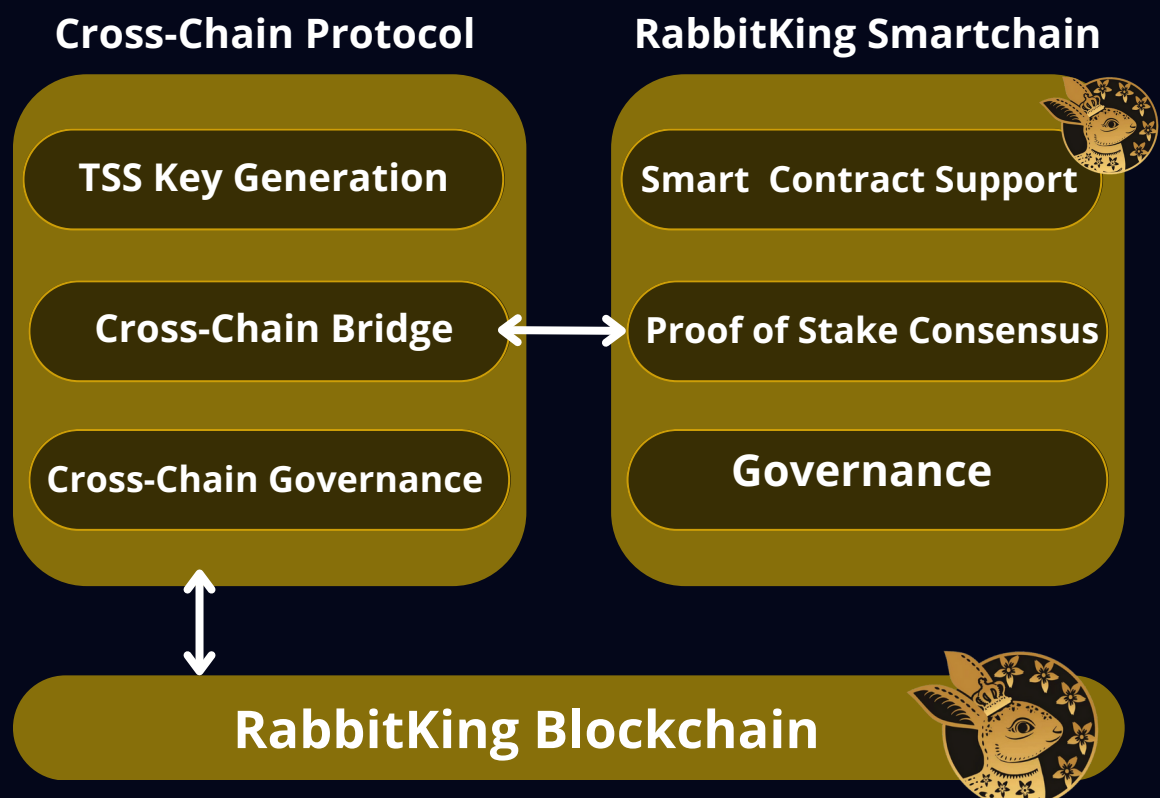 Cross-Chain Protocol
RabbitKing Smartchain
TSS Key Generation
Smart  Contract Support
Cross-Chain Bridge
Proof of Stake Consensus
Cross-Chain Governance
Governance
RabbitKing Blockchain